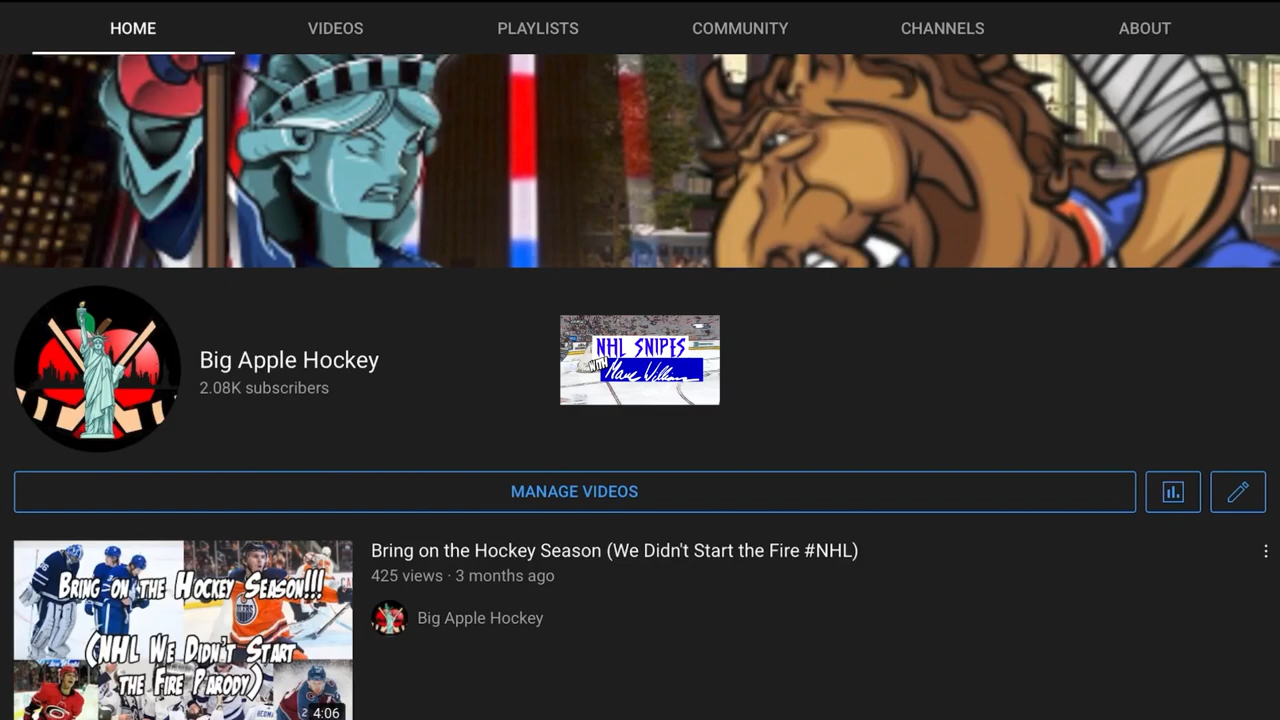 HOME
VIDEOS
PLAYLISTS
COMMUNITY
CHANNELS
ABOUT
Big Apple Hockey
2.08K subscribers
NHL SNIPES
WITH
MANAGE VIDEOS
Bring on the Hockey Season (We Didn't Start the Fire #NHL)
425 views · 3 months ago
Big Apple Hockey
BRING ON THE HOCKEY SEASON!!!
(NHL WE DIDN'T START
THE FIRE PARODY)
4:06